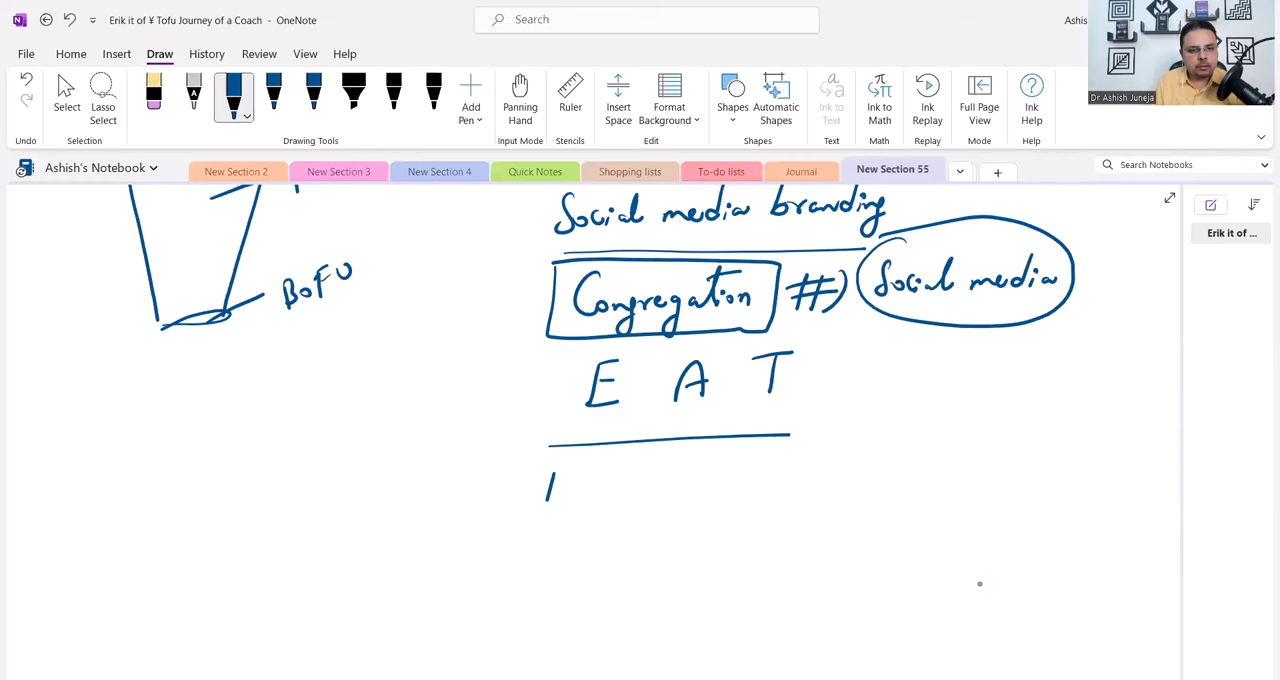 Erik it of ¥ Tofu Journey of a Coach - OneNote
Search
Ashis
File Home Insert Draw History Review View Help
Undo
Select
Lasso Select
Selection
Add Pen
Drawing Tools
Panning Hand
Input Mode
Ruler
Stencils
Insert Space
Format Background
Edit
Shapes
Automatic Shapes
Shapes
Ink to Text
Text
Ink to Math
Math
Ink Replay
Replay
Full Page View
Mode
Ink Help
Help
Dr Ashish Juneja
Ashish's Notebook
New Section 2 New Section 3 New Section 4 Quick Notes Shopping lists To-do lists Journal New Section 55
Search Notebooks
Erik it of ...
Social media branding
Congregation #) Social media
BOFU
E A T